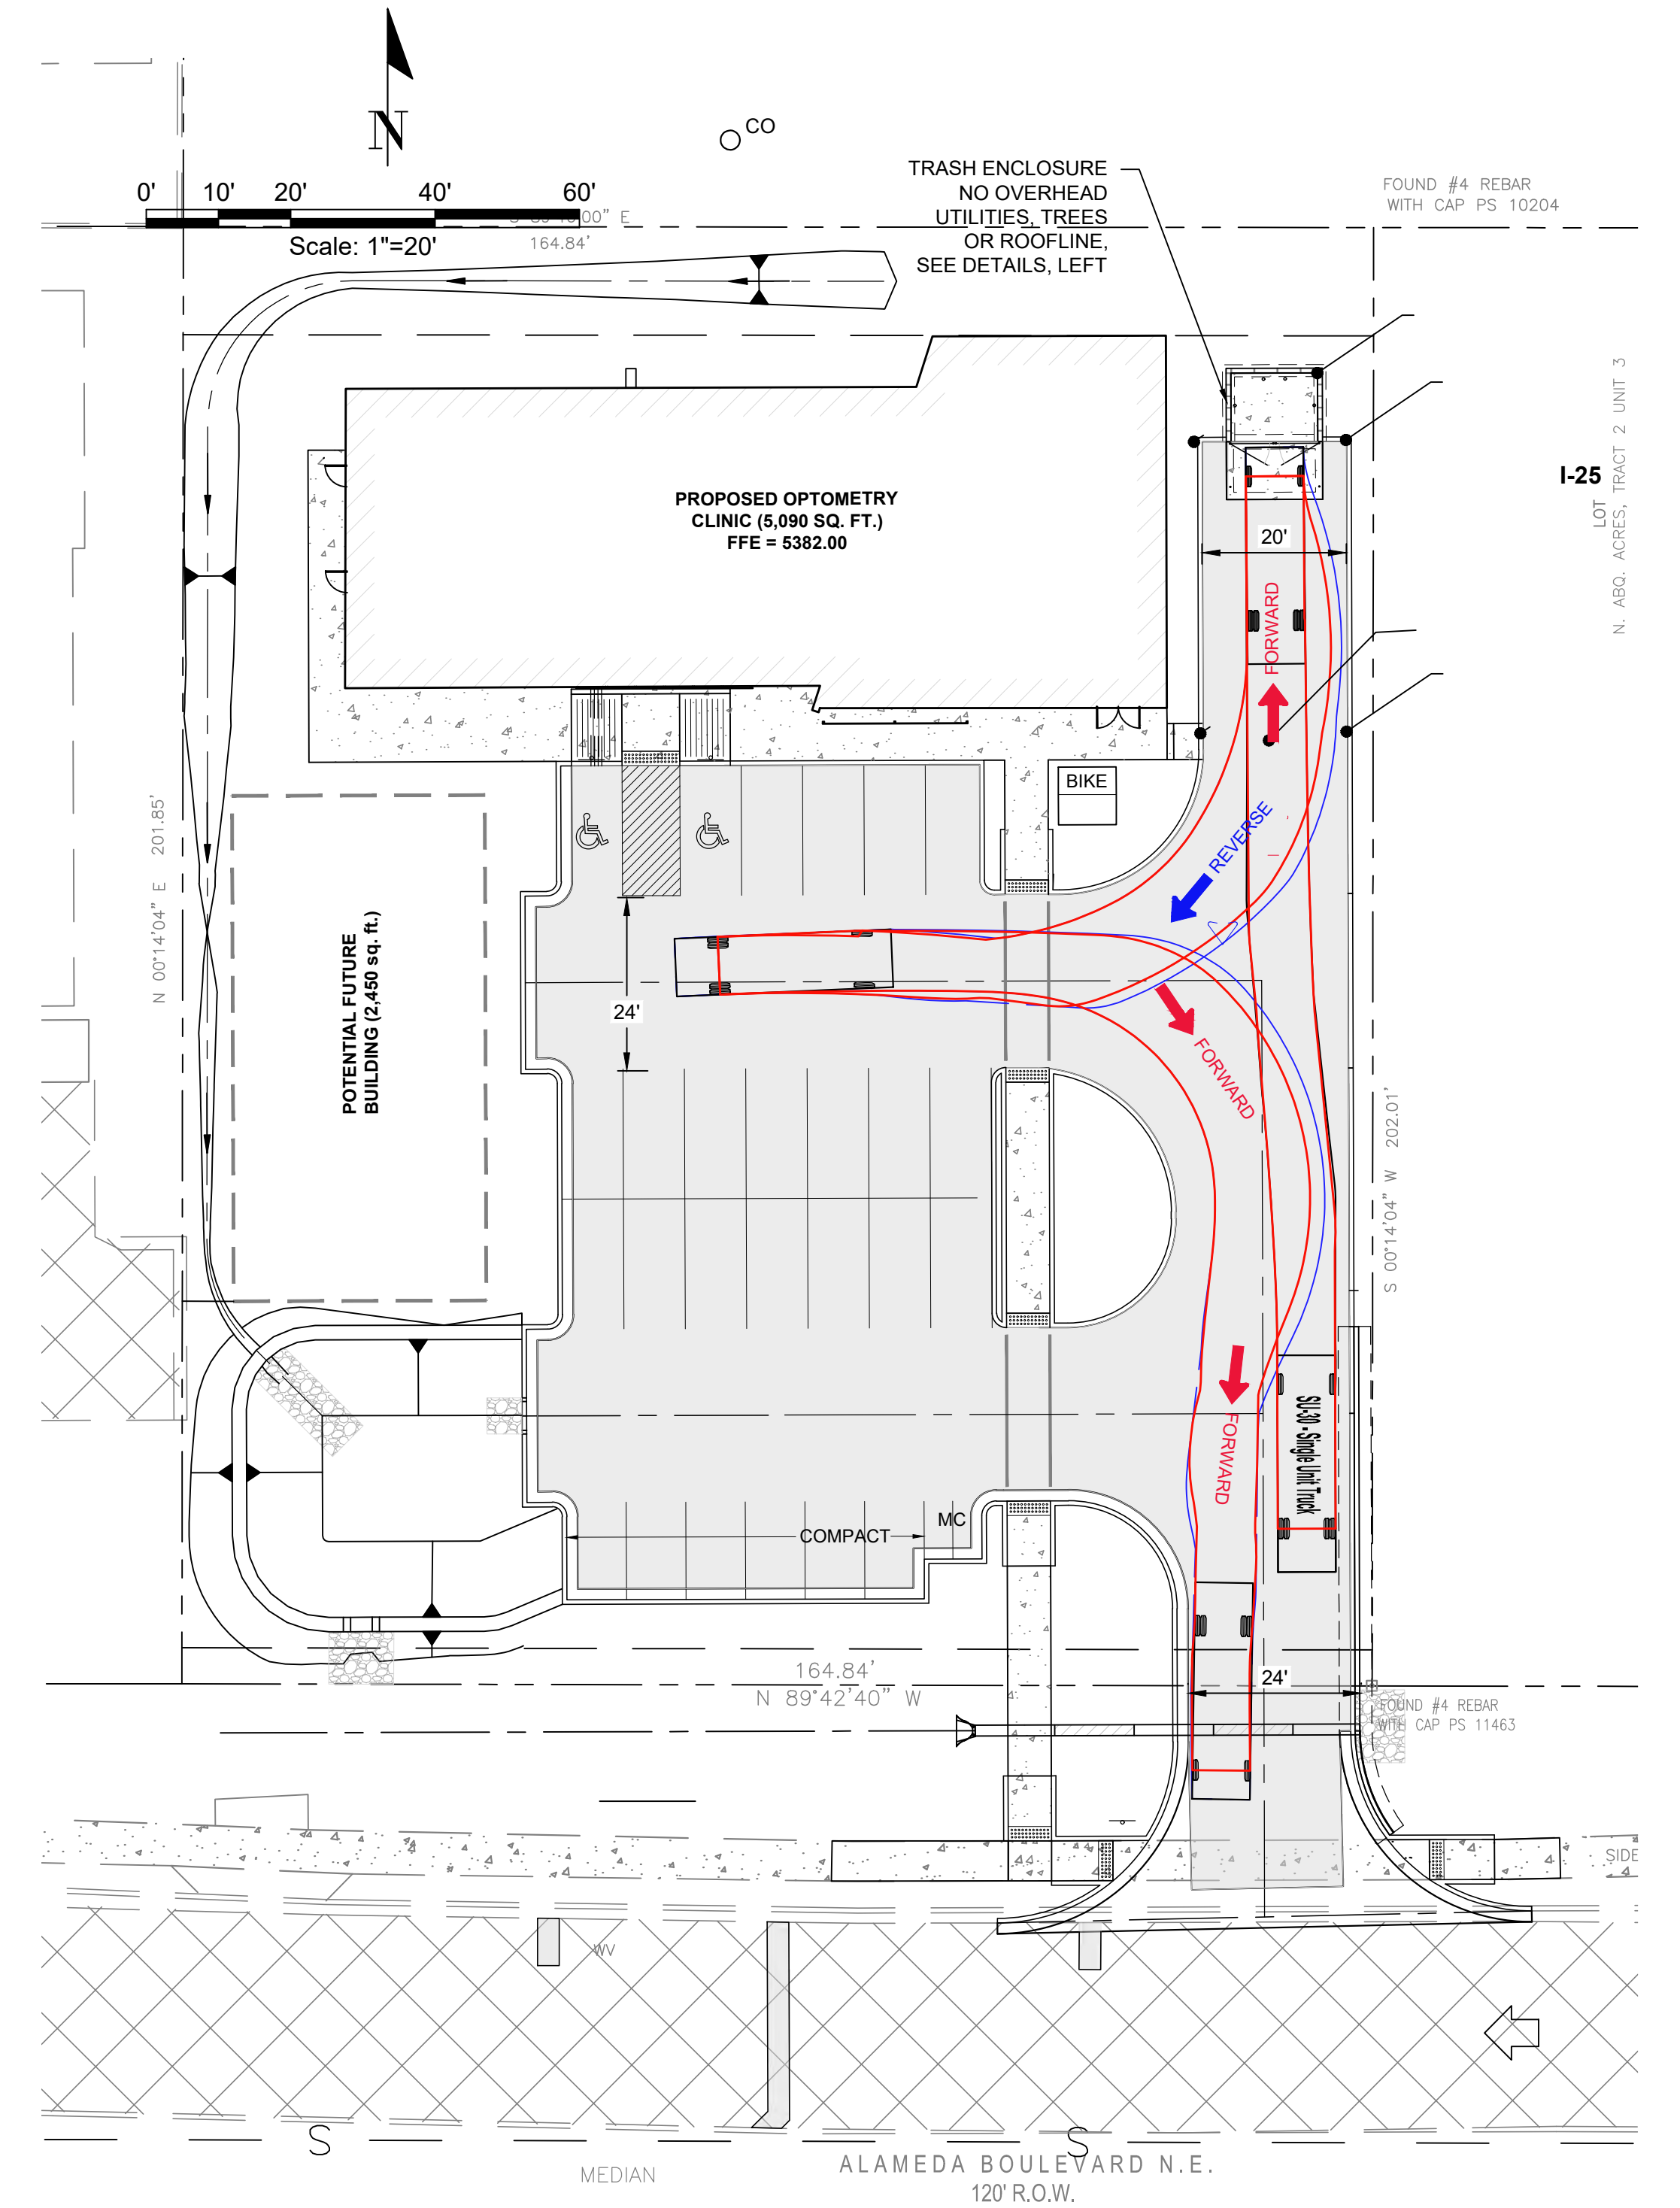 N
CO
0' 10' 20' 40' 60'
Scale: 1"=20'
00" E
164.84'
TRASH ENCLOSURE
NO OVERHEAD
UTILITIES, TREES
OR ROOFLINE,
SEE DETAILS, LEFT
FOUND #4 REBAR
WITH CAP PS 10204
I-25
LOT
N. ABQ. ACRES, TRACT 2 UNIT 3
PROPOSED OPTOMETRY
CLINIC (5,090 SQ. FT.)
FFE = 5382.00
20'
FORWARD
BIKE
REVERSE
N 00°14'04" E 201.85'
POTENTIAL FUTURE
BUILDING (2,450 sq. ft.)
24'
FORWARD
S 00°14'04" W 202.01'
FORWARD
SU-30 - Single Unit Truck
COMPACT
MC
164.84'
N 89°42'40" W
24'
FOUND #4 REBAR
WITH CAP PS 11463
SIDE
WV
S
S
MEDIAN
ALAMEDA BOULEVARD N.E.
120' R.O.W.